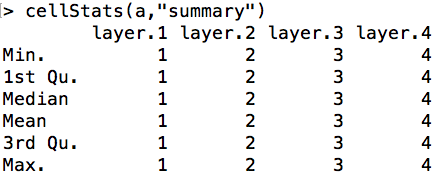 > cellStats(a,"summary")
layer.1 layer.2 layer.3 layer.4
Min. 1 2 3 4
1st Qu. 1 2 3 4
Median 1 2 3 4
Mean 1 2 3 4
3rd Qu. 1 2 3 4
Max. 1 2 3 4